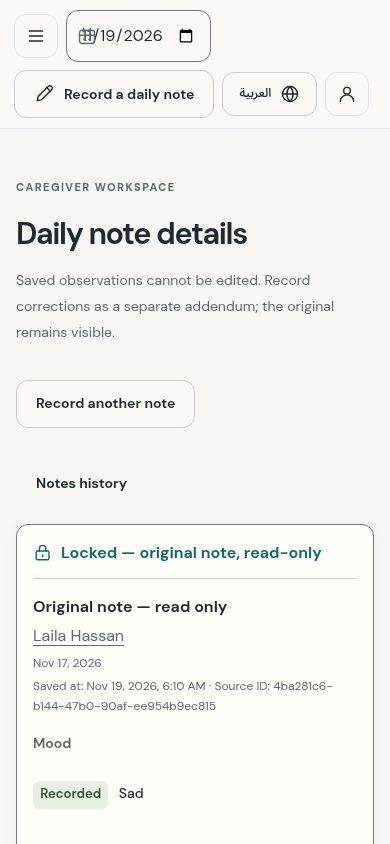 11/19/2026
Record a daily note
العربية
CAREGIVER WORKSPACE
Daily note details
Saved observations cannot be edited. Record
corrections as a separate addendum; the original
remains visible.
Record another note
Notes history
Locked — original note, read-only
Original note — read only
Laila Hassan
Nov 17, 2026
Saved at: Nov 19, 2026, 6:10 AM · Source ID: 4ba281c6-
b144-47b0-90af-ee954b9ec815
Mood
Recorded Sad